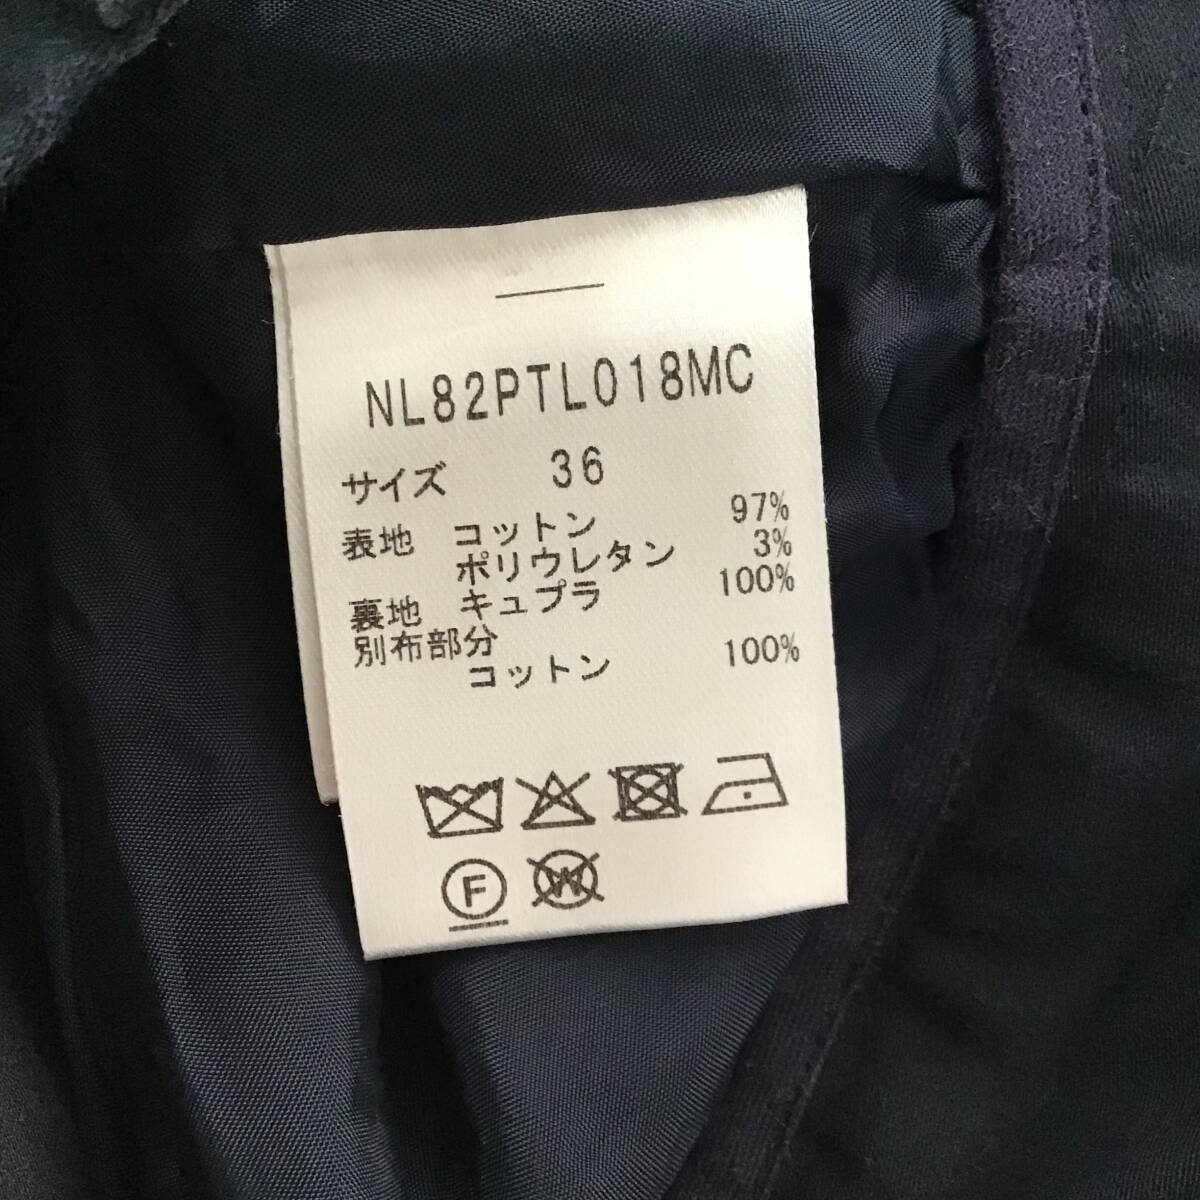 NL82PTL018MC
サイズ 36
表地 コットン 97%
ポリウレタン 3%
裏地 キュプラ 100%
別布部分
コットン 100%
F W